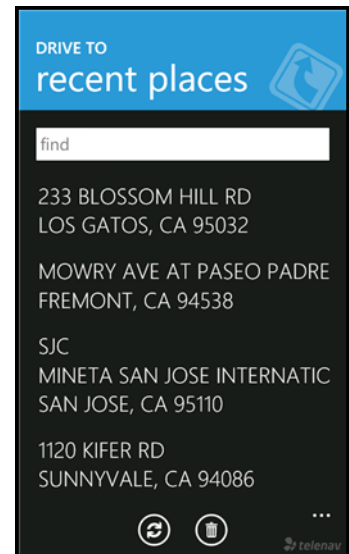 DRIVE TO
recent places
find
233 BLOSSOM HILL RD
LOS GATOS, CA 95032
MOWRY AVE AT PASEO PADRE
FREMONT, CA 94538
SJC
MINETA SAN JOSE INTERNATIC
SAN JOSE, CA 95110
1120 KIFER RD
SUNNYVALE, CA 94086
...
telenav